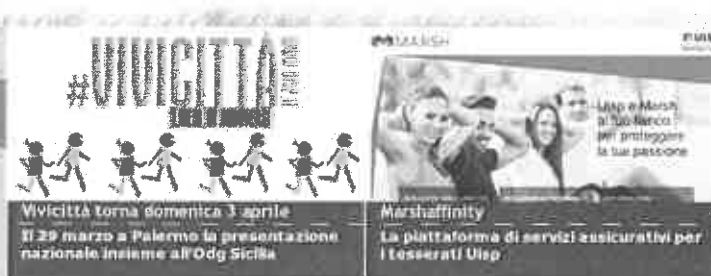 #VIVICITTÀ
Vivicittà torna domenica 3 aprile
Il 29 marzo a Palermo la presentazione
nazionale insieme all'Odg Sicilia
MARSH
Uisp e Marsh
al tuo fianco
per proteggere
la tua passione
Marshaffinity
La piattaforma di servizi assicurativi per
i tesserati Uisp